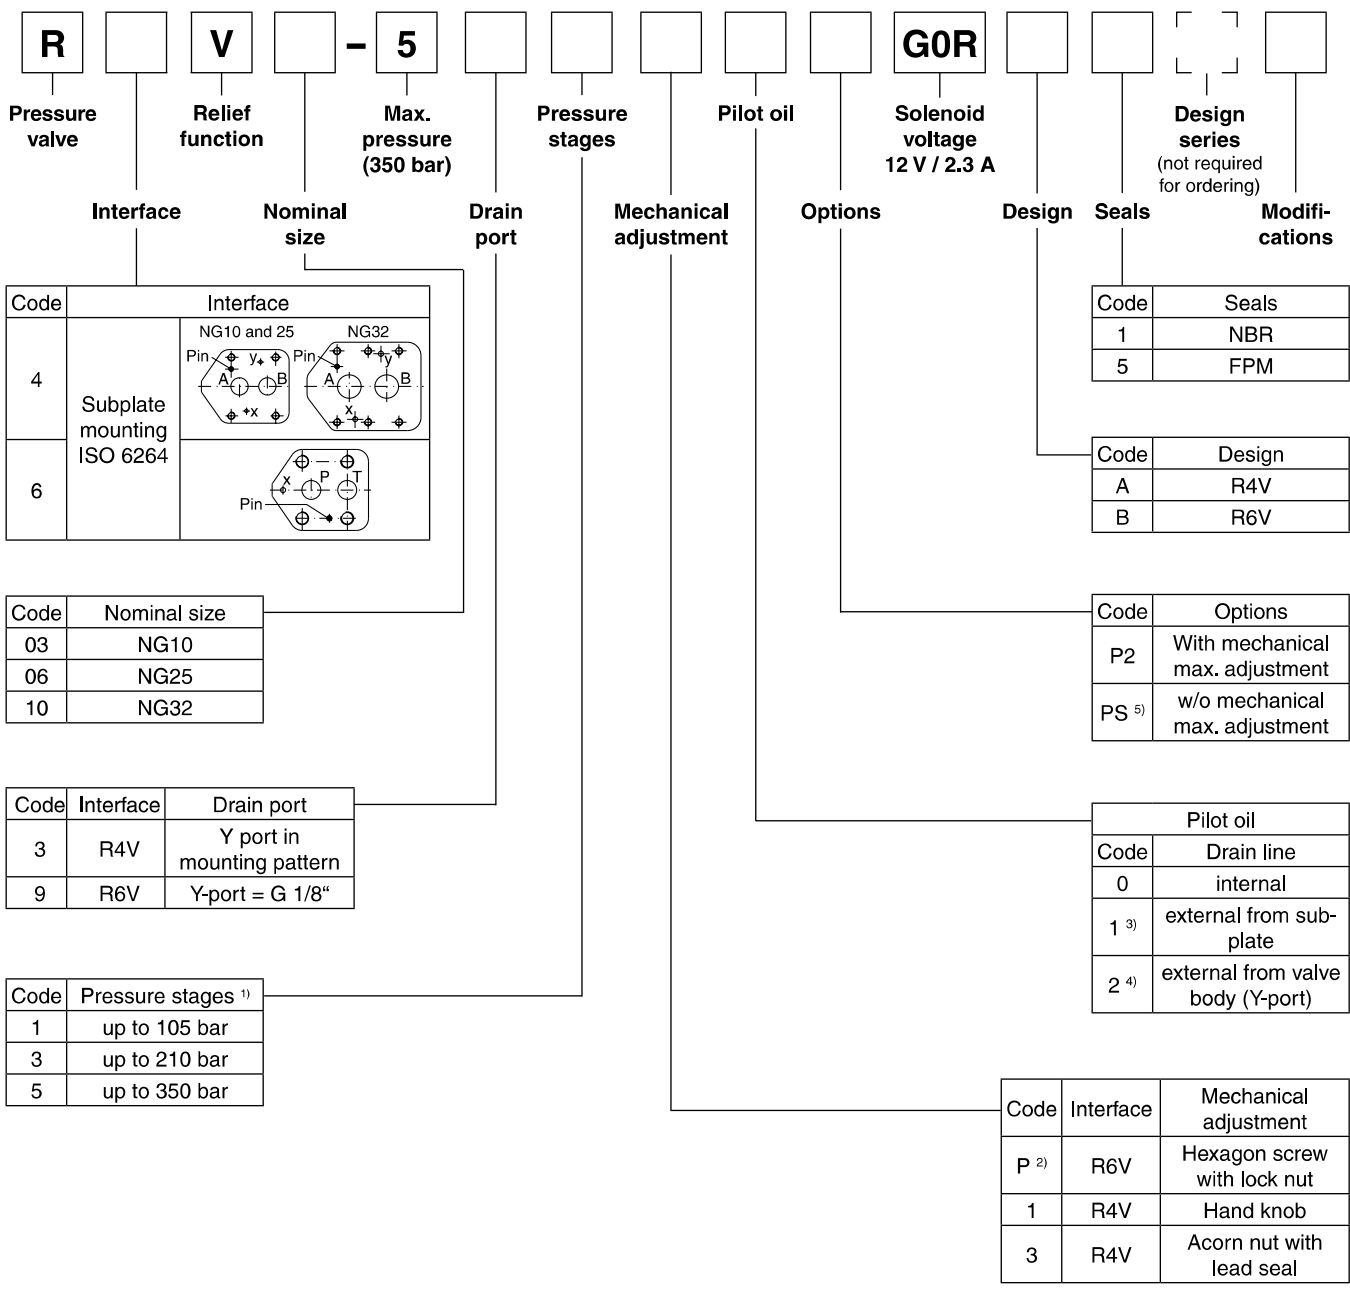 R V – 5 G0R
Pressure
valve
Relief
function
Max.
pressure
(350 bar)
Pressure
stages
Pilot oil
Solenoid
voltage
12 V / 2.3 A
Design
series
(not required
for ordering)
Interface
Nominal
size
Drain
port
Mechanical
adjustment
Options
Design
Seals
Modifi-
cations
Code Interface
4
Subplate
mounting
ISO 6264
NG10 and 25 NG32
Pin y A B x
Pin y A B x
6
x P T
Pin
Code Seals
1 NBR
5 FPM
Code Design
A R4V
B R6V
Code Nominal size
03 NG10
06 NG25
10 NG32
Code Options
P2 With mechanical
max. adjustment
PS 5) w/o mechanical
max. adjustment
Code Interface Drain port
3 R4V Y port in
mounting pattern
9 R6V Y-port = G 1/8“
Pilot oil
Code Drain line
0 internal
1 3) external from sub-
plate
2 4) external from valve
body (Y-port)
Code Pressure stages 1)
1 up to 105 bar
3 up to 210 bar
5 up to 350 bar
Code Interface Mechanical
adjustment
P 2) R6V Hexagon screw
with lock nut
1 R4V Hand knob
3 R4V Acorn nut with
lead seal